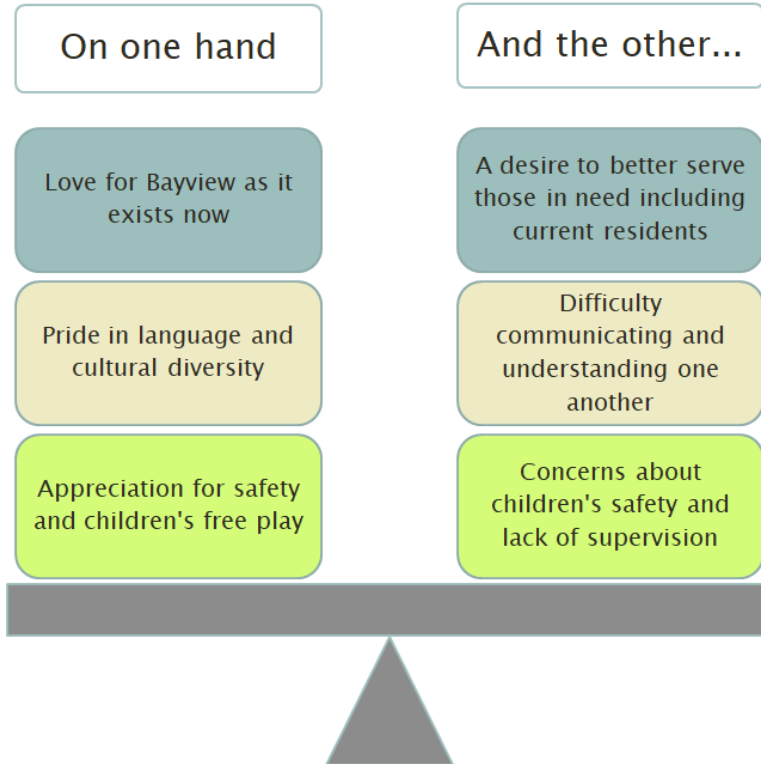 On one hand
And the other...
Love for Bayview as it
exists now
A desire to better serve
those in need including
current residents
Pride in language and
cultural diversity
Difficulty
communicating and
understanding one
another
Appreciation for safety
and children's free play
Concerns about
children's safety and
lack of supervision